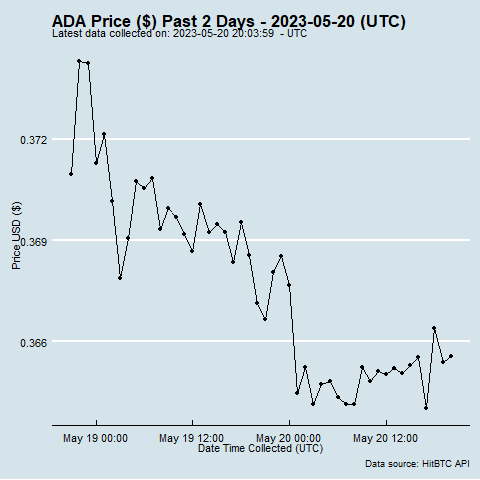 ADA Price ($) Past 2 Days - 2023-05-20 (UTC)
Latest data collected on: 2023-05-20 20:03:59 - UTC
0.372
0.369
0.366
Price USD ($)
May 19 00:00 May 19 12:00 May 20 00:00 May 20 12:00
Date Time Collected (UTC)
Data source: HitBTC API